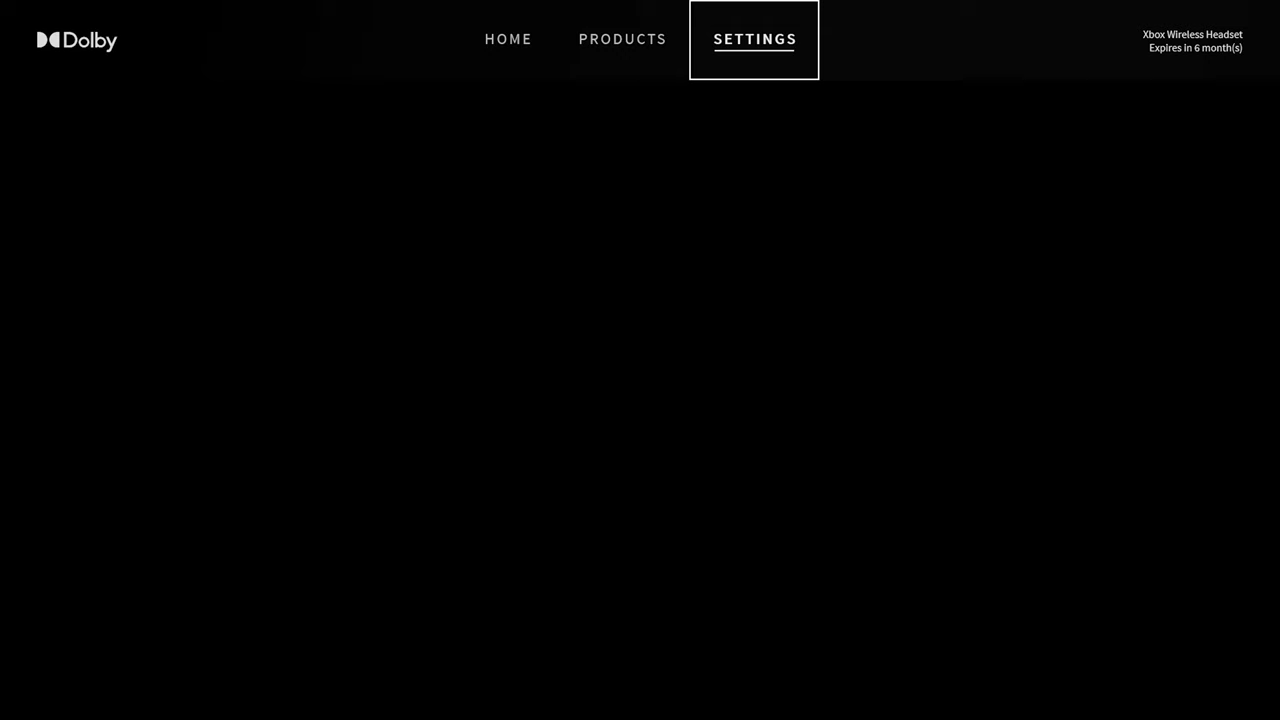 Dolby
HOME
PRODUCTS
SETTINGS
Xbox Wireless Headset
Expires in 6 month(s)